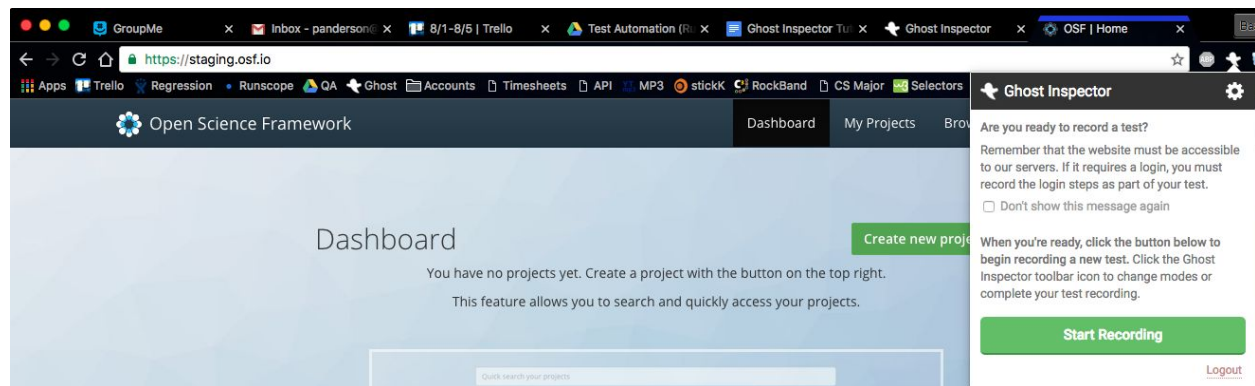 GroupMe Inbox - panderson@ 8/1-8/5 | Trello Test Automation (R Ghost Inspector Tut Ghost Inspector OSF | Home
https://staging.osf.io
Apps Trello Regression Runscope QA Ghost Accounts Timesheets API MP3 stickK RockBand CS Major Selectors
Open Science Framework Dashboard My Projects Brow
Dashboard
Create new proje
You have no projects yet. Create a project with the button on the top right.
This feature allows you to search and quickly access your projects.
Quick search your projects
Ghost Inspector
Are you ready to record a test?
Remember that the website must be accessible
to our servers. If it requires a login, you must
record the login steps as part of your test.
Don't show this message again
When you're ready, click the button below to
begin recording a new test. Click the Ghost
Inspector toolbar icon to change modes or
complete your test recording.
Start Recording
Logout